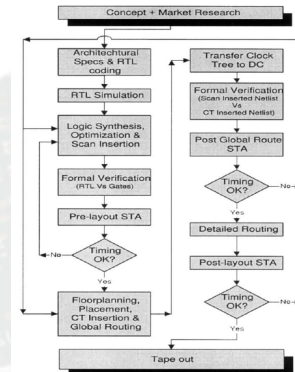 Concept + Market Research
Architechtural
Specs & RTL
coding
RTL Simulation
Logic Synthesis,
Optimization &
Scan Insertion
Formal Verification
(RTL Vs Gates)
Pre-layout STA
Timing
OK?
No
Yes
Floorplanning,
Placement,
CT Insertion &
Global Routing
Transfer Clock
Tree to DC
Formal Verification
(Scan Inserted Netlist
Vs
CT Inserted Netlist)
Post Global Route
STA
Timing
OK?
No
Yes
Detailed Routing
Post-layout STA
Timing
OK?
No
Yes
Tape out